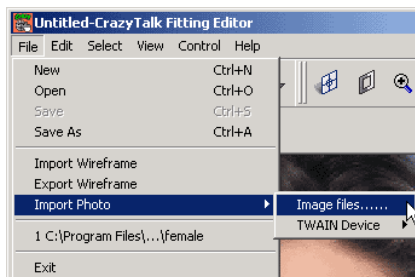 Untitled-CrazyTalk Fitting Editor
File Edit Select View Control Help
New Ctrl+N
Open Ctrl+O
Save Ctrl+S
Save As Ctrl+A
Import Wireframe
Export Wireframe
Import Photo
Image files......
TWAIN Device
1 C:\Program Files\...\female
Exit